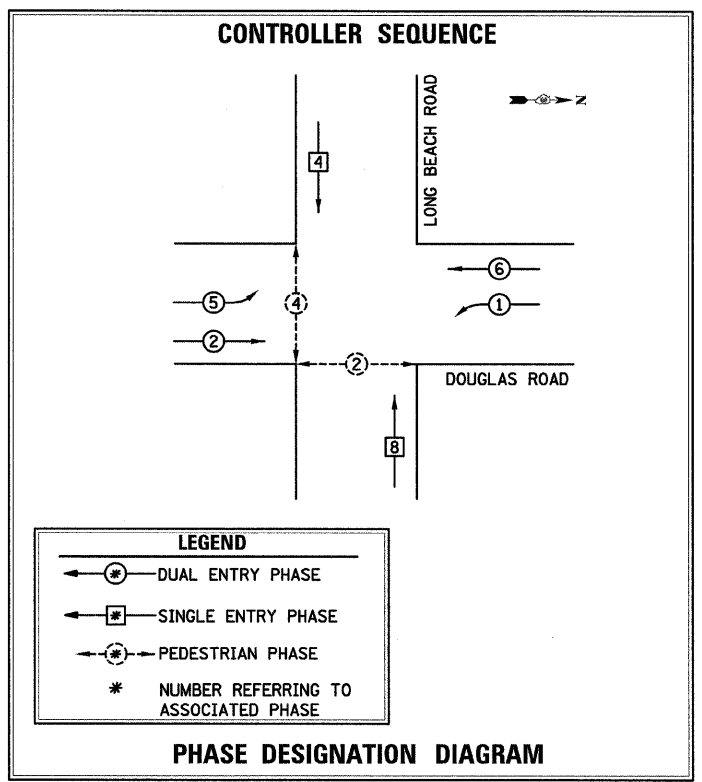 CONTROLLER SEQUENCE
N
LONG BEACH ROAD
4
6
5
4
1
2
2
DOUGLAS ROAD
8
LEGEND
* DUAL ENTRY PHASE
* SINGLE ENTRY PHASE
* PEDESTRIAN PHASE
* NUMBER REFERRING TO
ASSOCIATED PHASE
PHASE DESIGNATION DIAGRAM